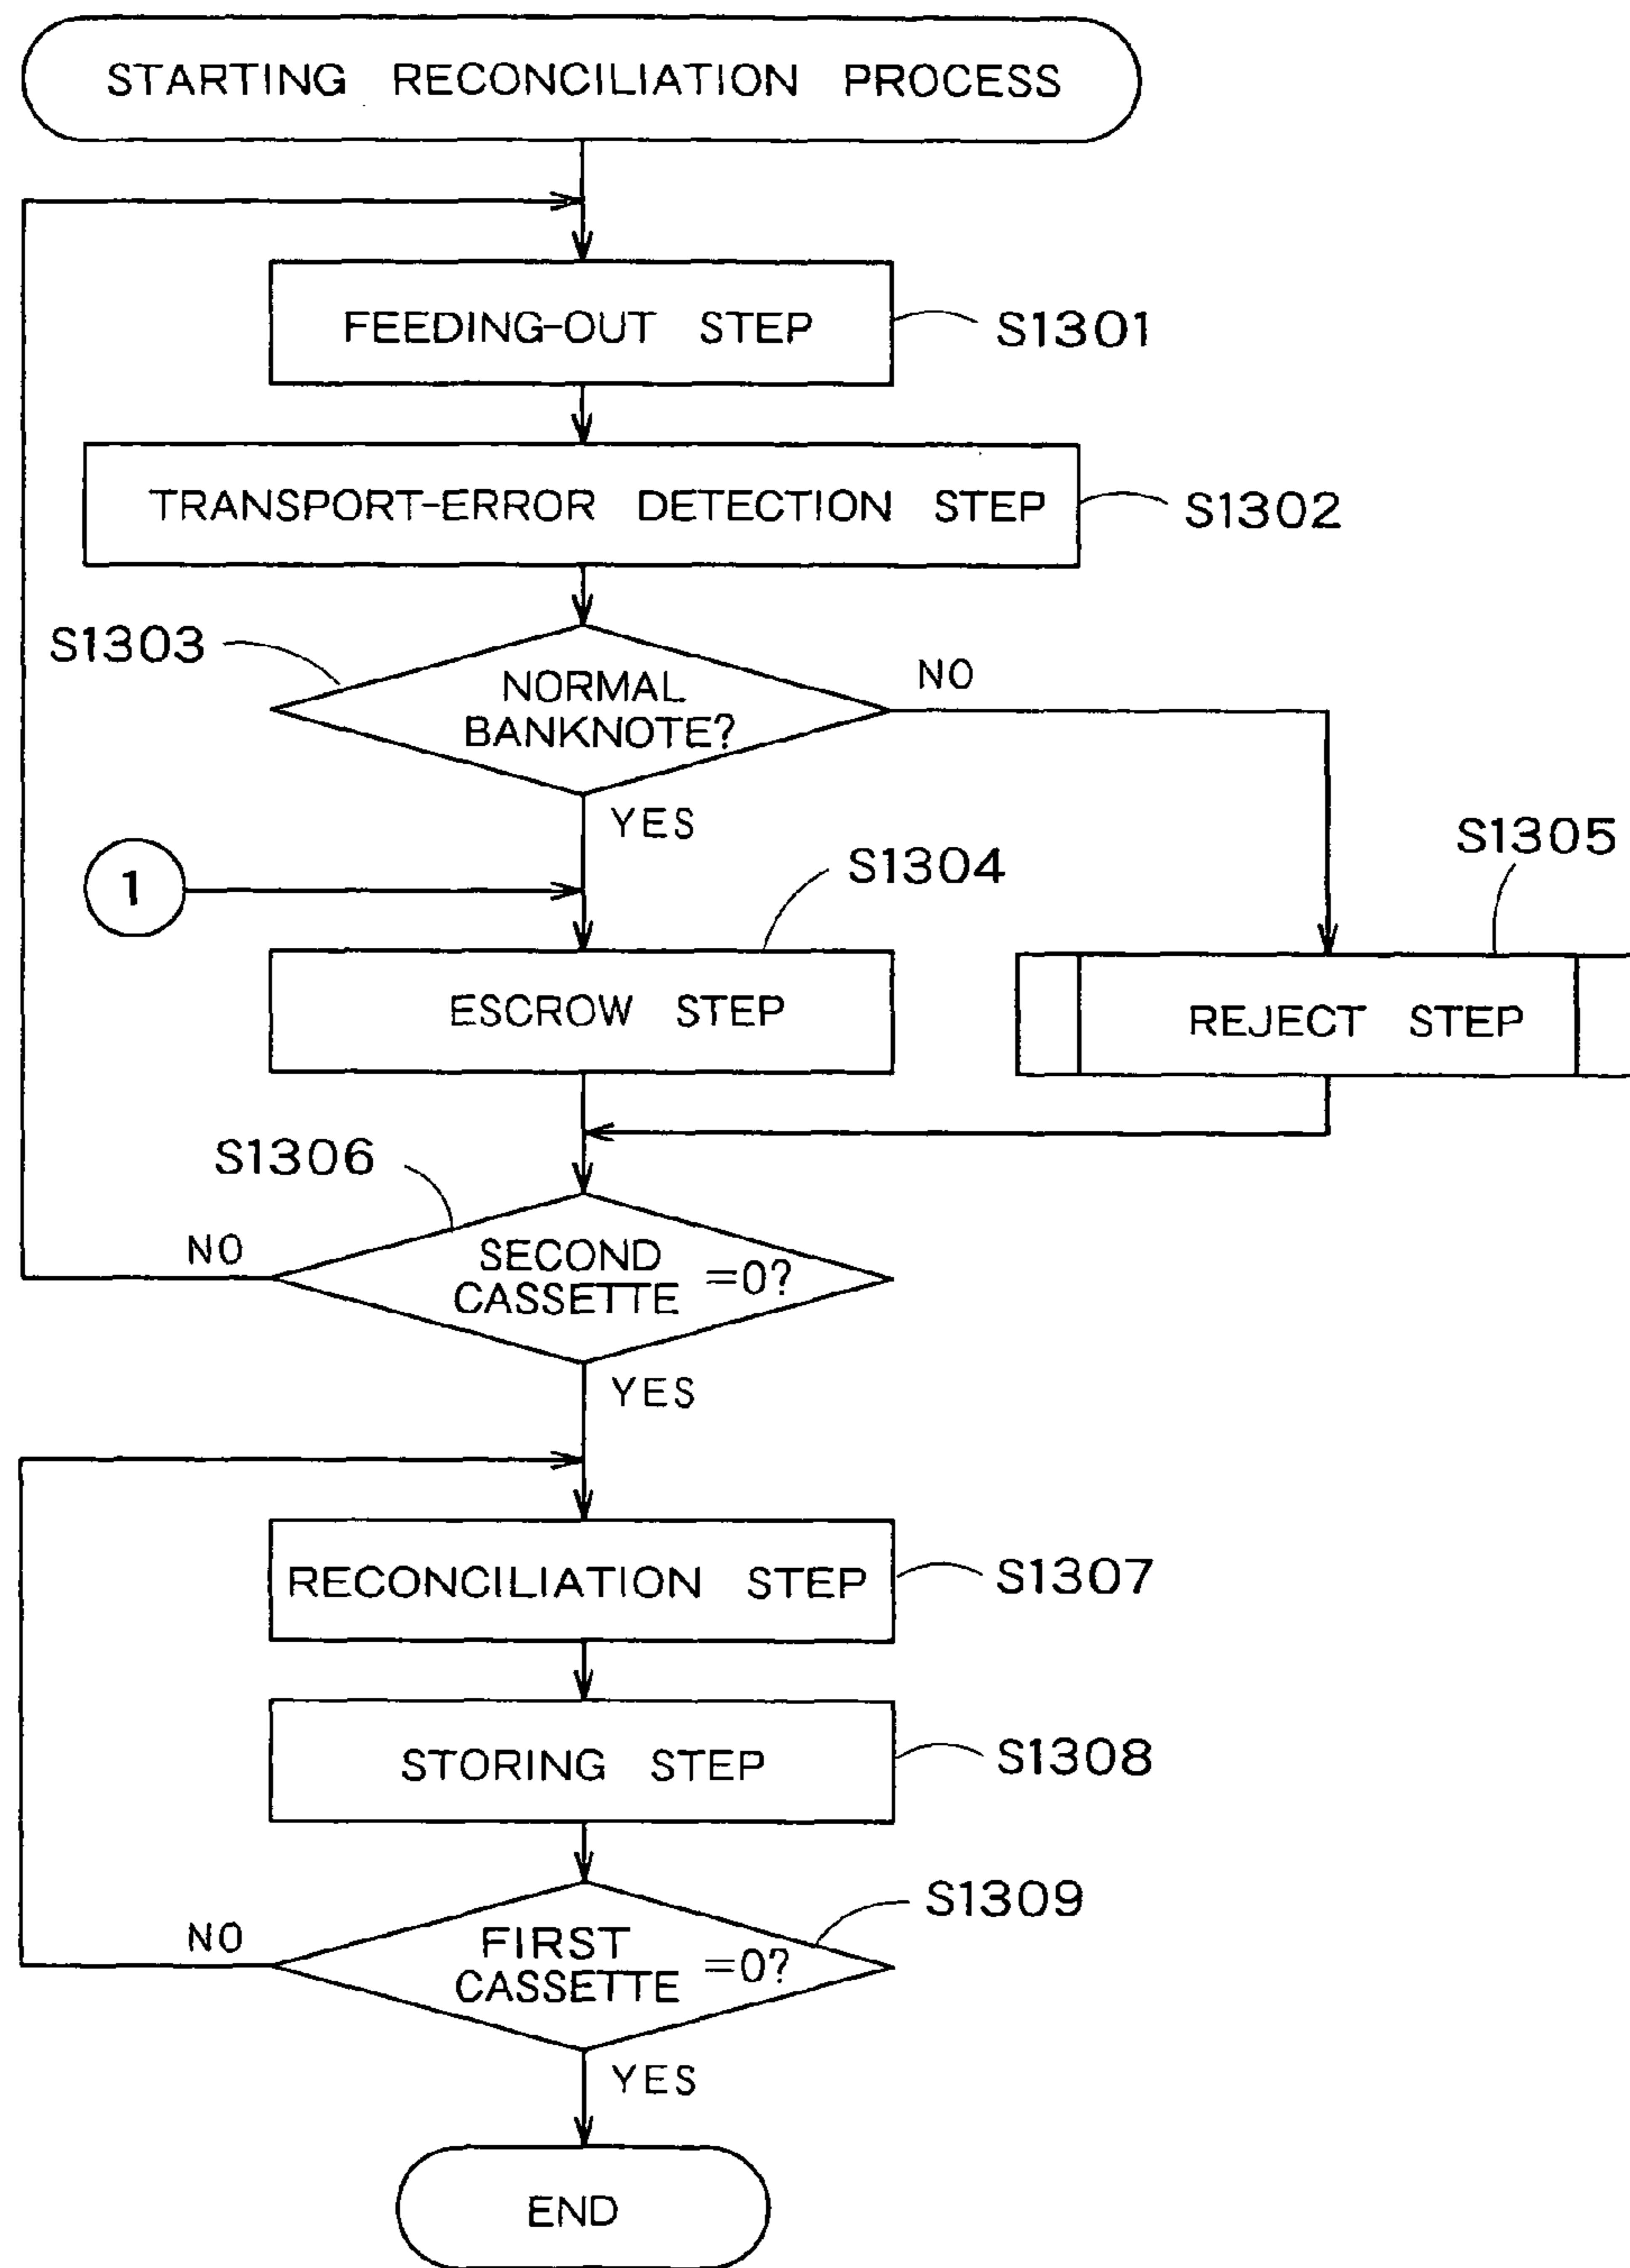 STARTING RECONCILIATION PROCESS
FEEDING-OUT STEP
S1301
TRANSPORT-ERROR DETECTION STEP
S1302
S1303
NORMAL
BANKNOTE?
NO
YES
1
S1304
S1305
ESCROW STEP
REJECT STEP
S1306
NO
SECOND
CASSETTE =0?
YES
RECONCILIATION STEP
S1307
STORING STEP
S1308
S1309
NO
FIRST
CASSETTE =0?
YES
END